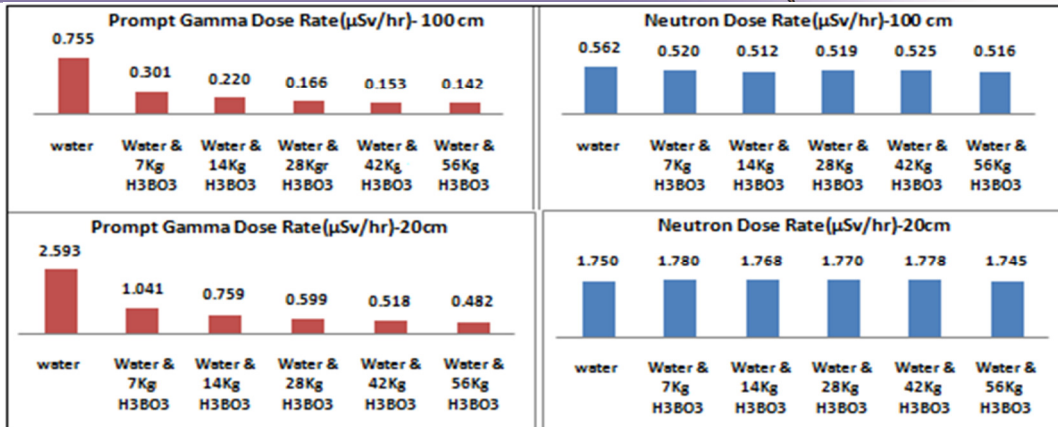 Prompt Gamma Dose Rate(µSv/hr)- 100 cm
0.755
0.301
0.220
0.166
0.153
0.142
water
Water &
7Kg
H3BO3
Water &
14Kg
H3BO3
Water &
28Kgr
H3BO3
Water &
42Kg
H3BO3
Water &
56Kg
H3BO3
Neutron Dose Rate(µSv/hr)-100 cm
0.562
0.520
0.512
0.519
0.525
0.516
water
Water &
7Kg
H3BO3
Water &
14Kg
H3BO3
Water &
28Kg
H3BO3
Water &
42Kg
H3BO3
Water &
56Kg
H3BO3
Prompt Gamma Dose Rate(µSv/hr)-20cm
2.593
1.041
0.759
0.599
0.518
0.482
water
Water &
7Kg
H3BO3
Water &
14Kg
H3BO3
Water &
28Kg
H3BO3
Water &
42Kg
H3BO3
Water &
56Kg
H3BO3
Neutron Dose Rate(µSv/hr)-20cm
1.750
1.780
1.768
1.770
1.778
1.745
water
Water &
7Kg
H3BO3
Water &
14Kg
H3BO3
Water &
28Kg
H3BO3
Water &
42Kg
H3BO3
Water &
56Kg
H3BO3